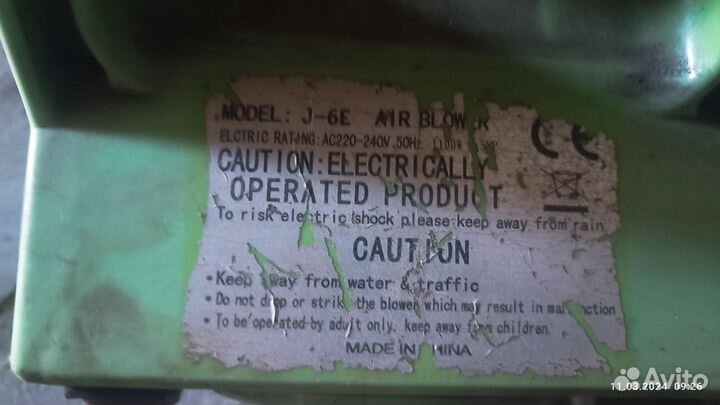 MODEL: J-6E AIR BLOWER
ELCTRIC RATING:AC220-240V,50Hz 1100W
CE
CAUTION:ELECTRICALLY
OPERATED PRODUCT
To risk electric shock please keep away from rain
CAUTION
•Keep away from water & traffic
•Do not drop or strike the blower which may result in malfunction
•To be operated by adult only, keep away from children.
MADE IN CHINA
Avito
11.03.2024 09:26